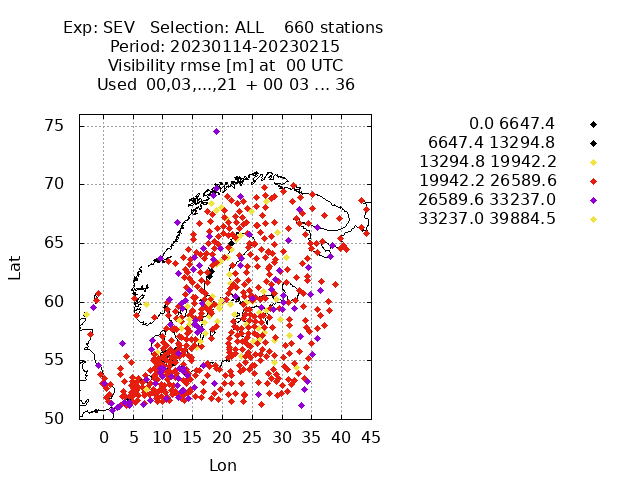 Exp: SEV   Selection: ALL    660 stations
Period: 20230114-20230215
Visibility rmse [m] at  00 UTC
Used  00,03,...,21  + 00 03 ... 36
0.0 6647.4
6647.4 13294.8
13294.8 19942.2
19942.2 26589.6
26589.6 33237.0
33237.0 39884.5
75
70
65
60
55
50
Lat
0 5 10 15 20 25 30 35 40 45
Lon